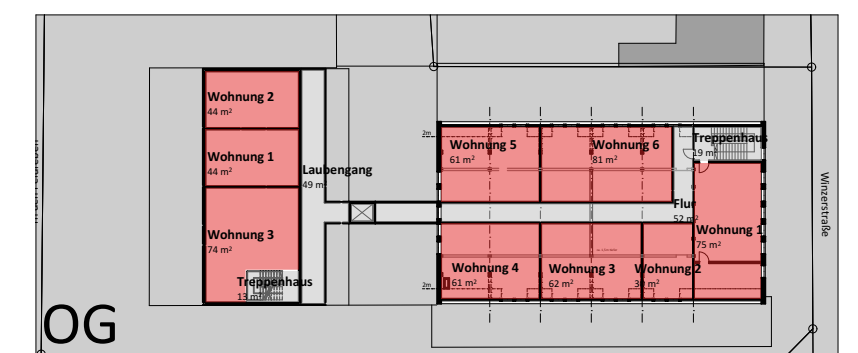 Wohnung 2
44 m²
Wohnung 1
44 m²
Laubengang
49 m²
Wohnung 3
74 m²
Treppenhaus
13 m²
OG
2m
Wohnung 5
61 m²
Wohnung 6
81 m²
Treppenhaus
19 m²
Flur
52 m²
Wohnung 1
75 m²
Wohnung 4
61 m²
Wohnung 3
62 m²
Wohnung 2
2m
Winzerstraße